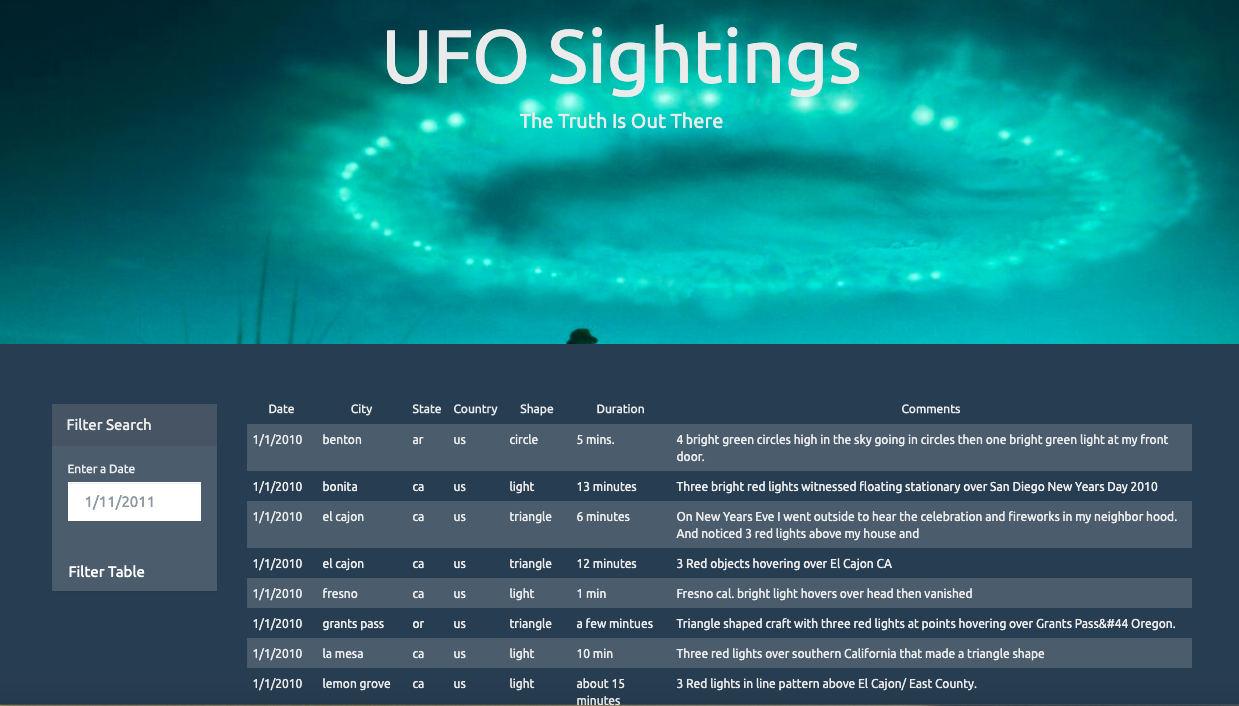 UFO Sightings
The Truth Is Out There
Filter Search
Enter a Date
1/11/2011
Filter Table
Date City State Country Shape Duration Comments
1/1/2010 benton ar us circle 5 mins. 4 bright green circles high in the sky going in circles then one bright green light at my front
door.
1/1/2010 bonita ca us light 13 minutes Three bright red lights witnessed floating stationary over San Diego New Years Day 2010
1/1/2010 el cajon ca us triangle 6 minutes On New Years Eve I went outside to hear the celebration and fireworks in my neighbor hood.
And noticed 3 red lights above my house and
1/1/2010 el cajon ca us triangle 12 minutes 3 Red objects hovering over El Cajon CA
1/1/2010 fresno ca us light 1 min Fresno cal. bright light hovers over head then vanished
1/1/2010 grants pass or us triangle a few mintues Triangle shaped craft with three red lights at points hovering over Grants Pass&#44 Oregon.
1/1/2010 la mesa ca us light 10 min Three red lights over southern California that made a triangle shape
1/1/2010 lemon grove ca us light about 15 3 Red lights in line pattern above El Cajon/ East County.
minutes